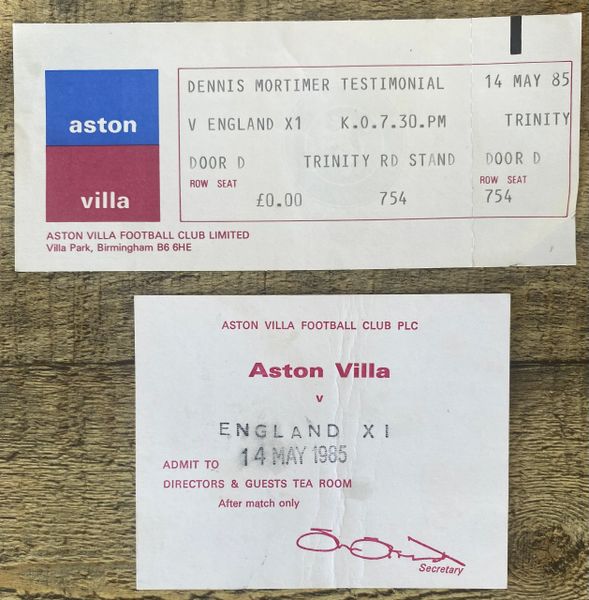 DENNIS MORTIMER TESTIMONIAL 14 MAY 85
V ENGLAND X1 K.O.7.30.PM TRINITY
DOOR D TRINITY RD STAND DOOR D
ROW SEAT ROW SEAT
£0.00 754 754
aston
villa
ASTON VILLA FOOTBALL CLUB LIMITED
Villa Park, Birmingham B6 6HE
ASTON VILLA FOOTBALL CLUB PLC
Aston Villa
v
ENGLAND XI
14 MAY 1985
ADMIT TO
DIRECTORS & GUESTS TEA ROOM
After match only
Secretary